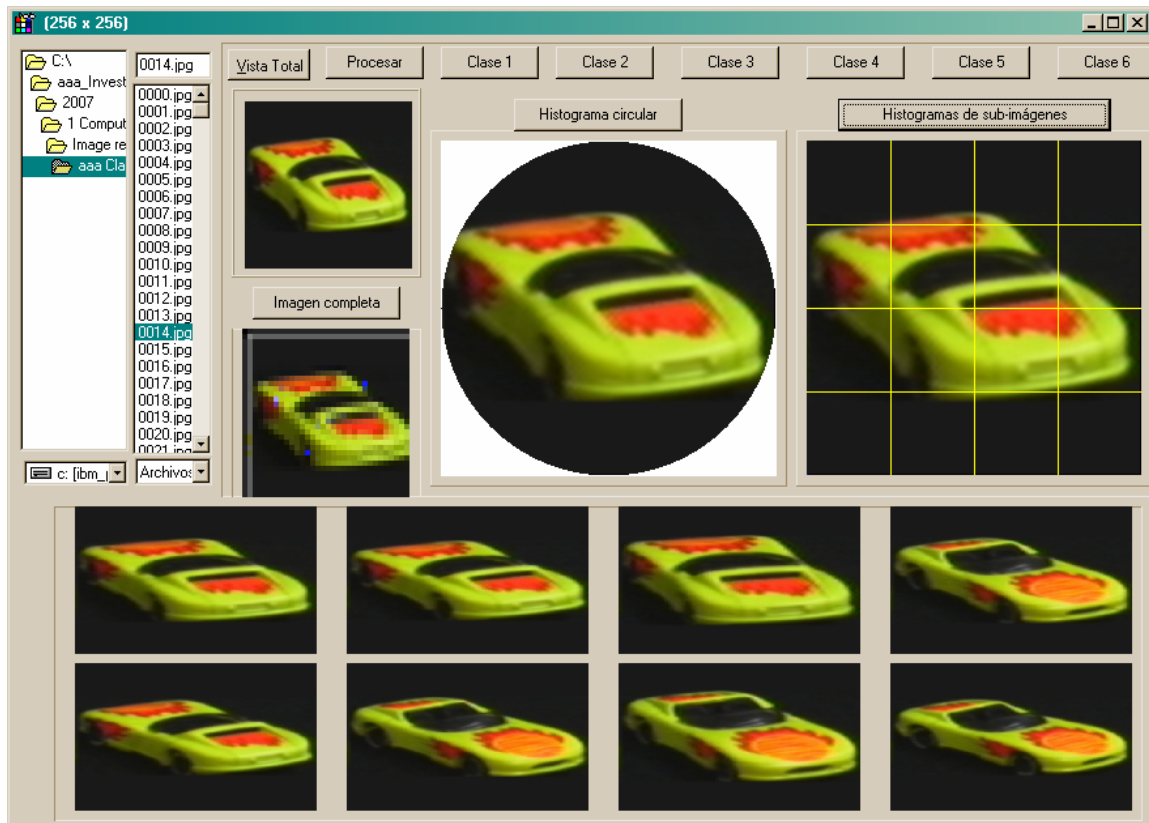 (256 x 256)
C:\
aaa_Invest
2007
1 Comput
Image re
aaa Cla
c: [ibm_
0014.jpg
0000.jpg
0001.jpg
0002.jpg
0003.jpg
0004.jpg
0005.jpg
0006.jpg
0007.jpg
0008.jpg
0009.jpg
0010.jpg
0011.jpg
0012.jpg
0013.jpg
0014.jpg
0015.jpg
0016.jpg
0017.jpg
0018.jpg
0019.jpg
0020.jpg
0021.jpg
Archivos
Vista Total Procesar Clase 1 Clase 2 Clase 3 Clase 4 Clase 5 Clase 6
Histograma circular Histogramas de sub-imágenes
Imagen completa